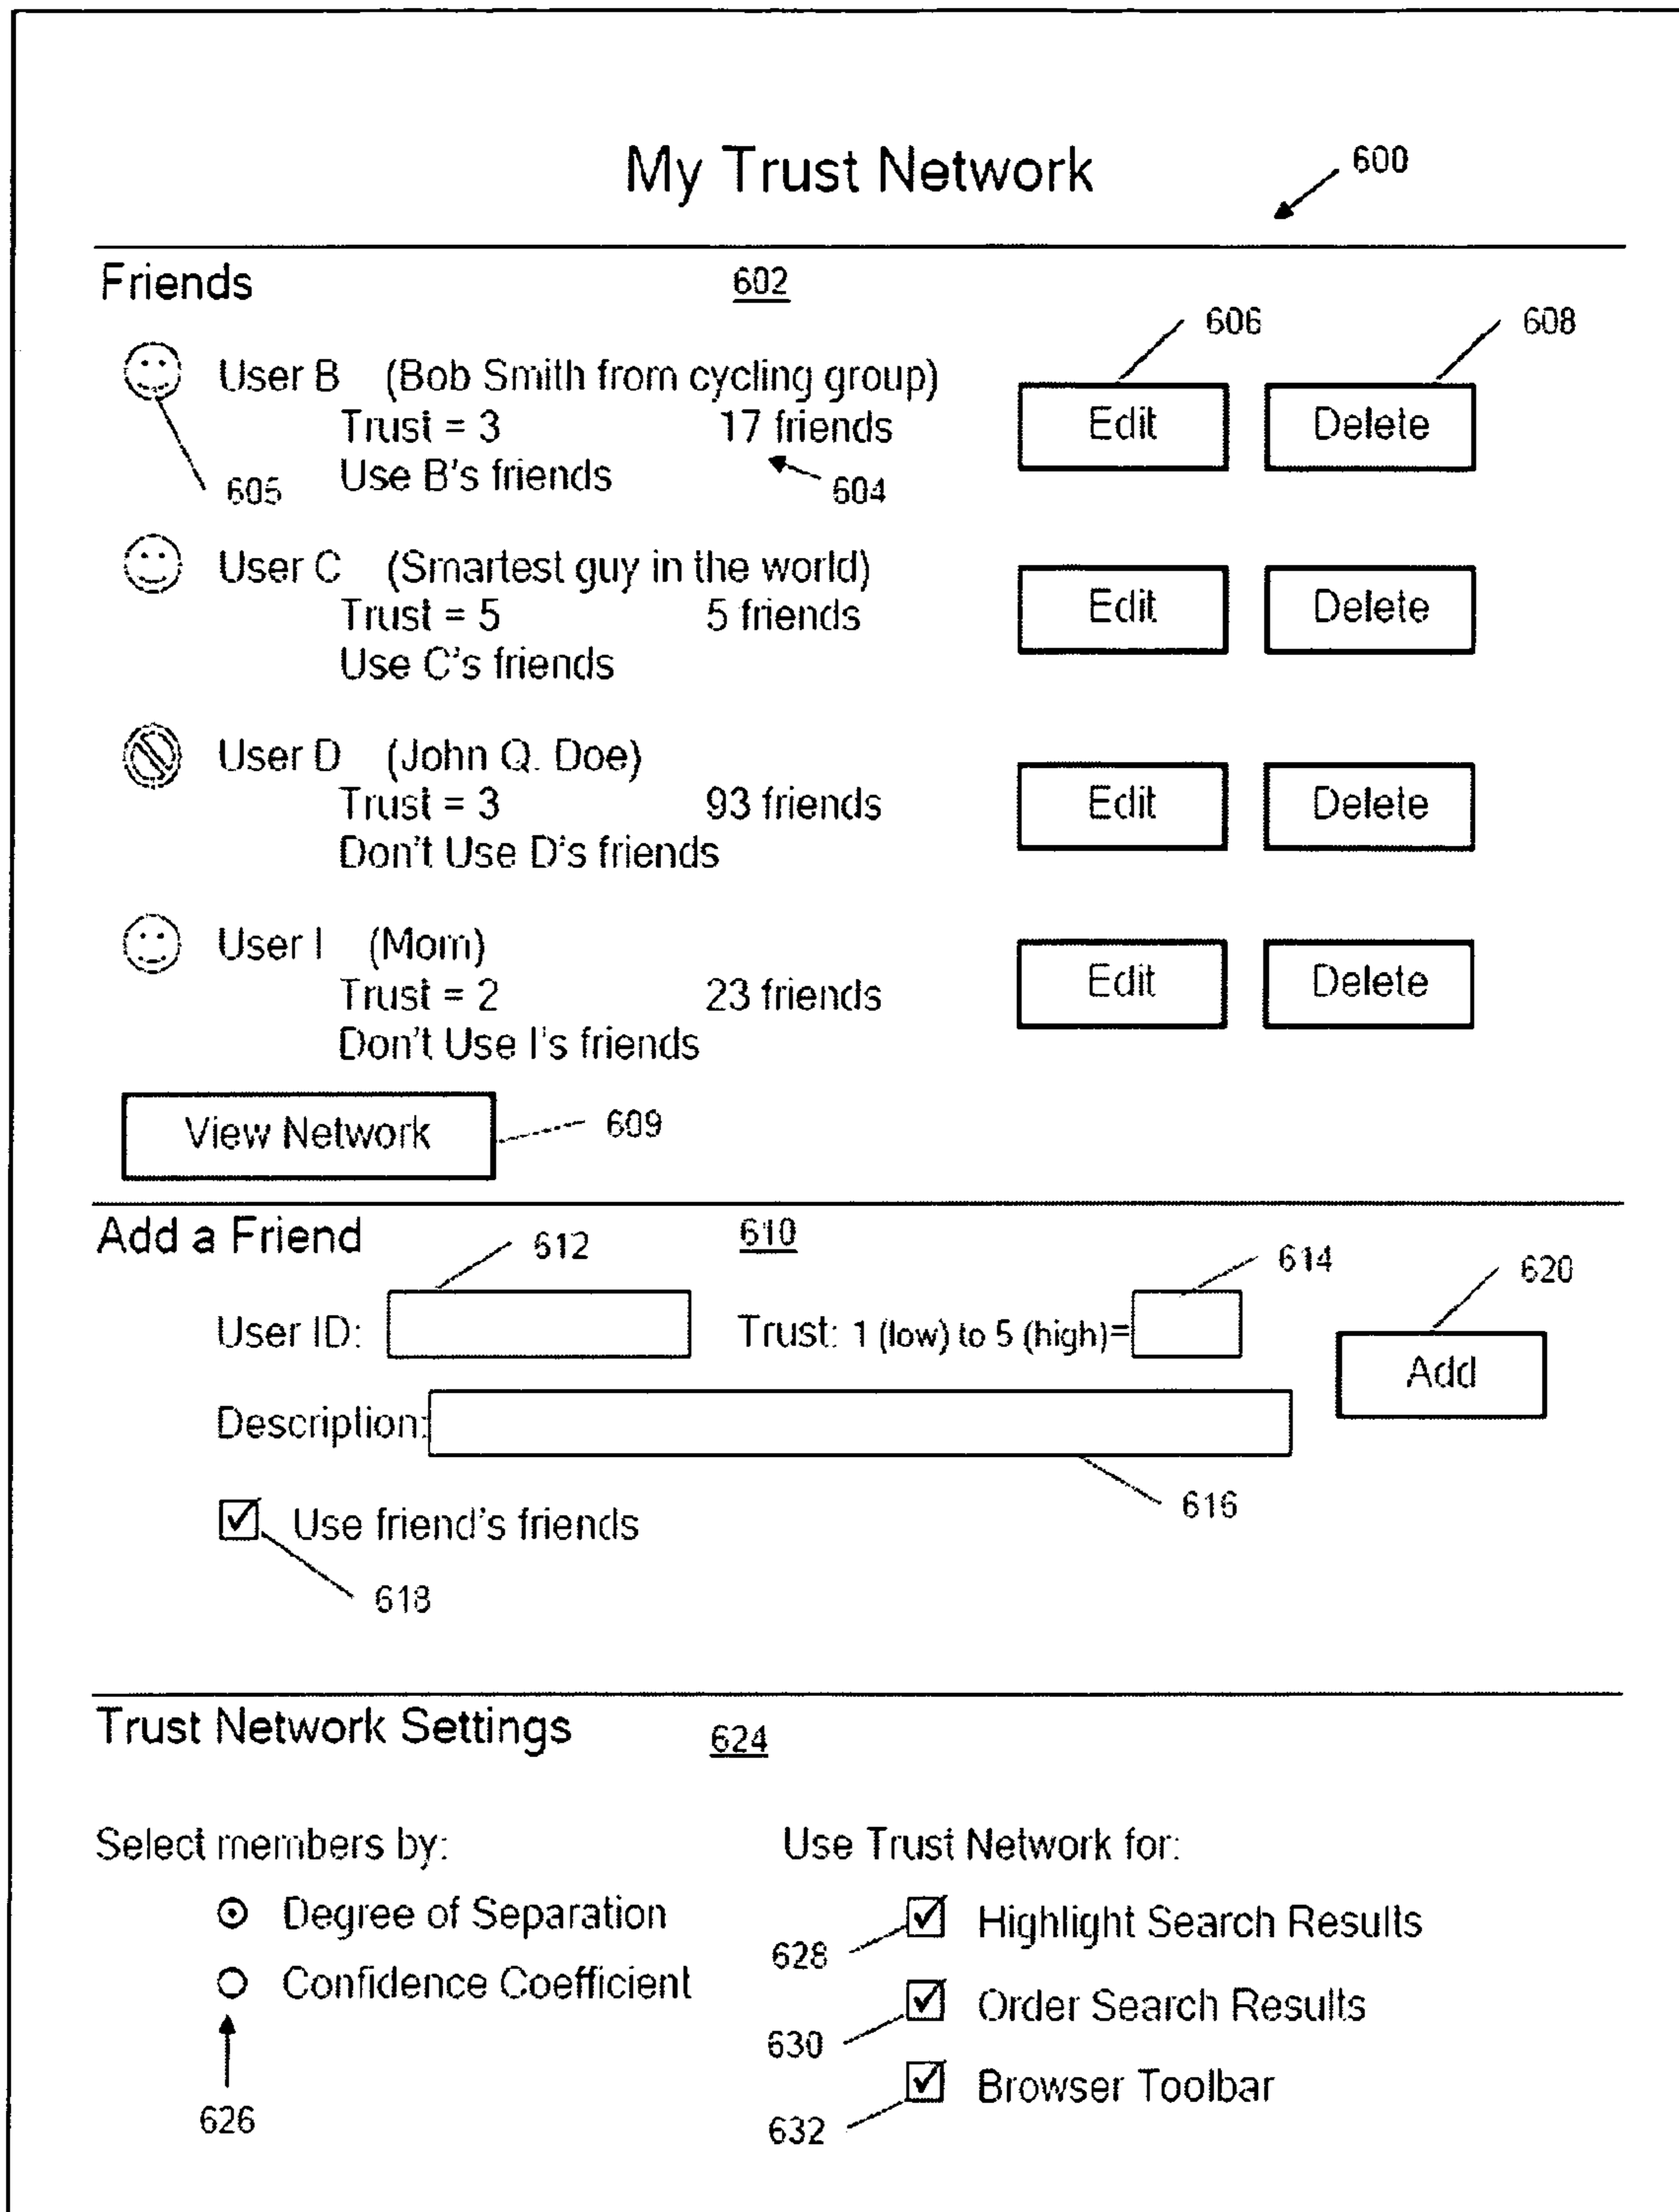 My Trust Network
600
Friends 602
606 608
User B (Bob Smith from cycling group)
Trust = 3 17 friends
Edit Delete
Use B's friends
605 604
User C (Smartest guy in the world)
Trust = 5 5 friends
Edit Delete
Use C's friends
User D (John Q. Doe)
Trust = 3 93 friends
Edit Delete
Don't Use D's friends
User I (Mom)
Trust = 2 23 friends
Edit Delete
Don't Use I's friends
View Network 609
Add a Friend 610
612 614 620
User ID: Trust: 1 (low) to 5 (high)=
Add
Description:
616
Use friend's friends
618
Trust Network Settings 624
Select members by: Use Trust Network for:
Degree of Separation Highlight Search Results
628
Confidence Coefficient Order Search Results
630
Browser Toolbar
626 632